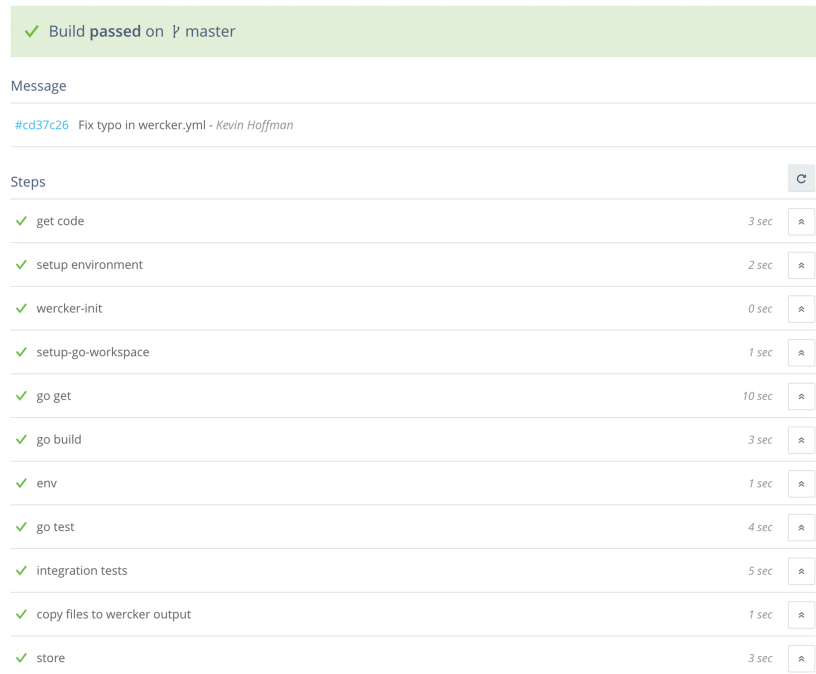 Build passed on master
Message
#cd37c26 Fix typo in wercker.yml - Kevin Hoffman
Steps
get code 3 sec
setup environment 2 sec
wercker-init 0 sec
setup-go-workspace 1 sec
go get 10 sec
go build 3 sec
env 1 sec
go test 4 sec
integration tests 5 sec
copy files to wercker output 1 sec
store 3 sec